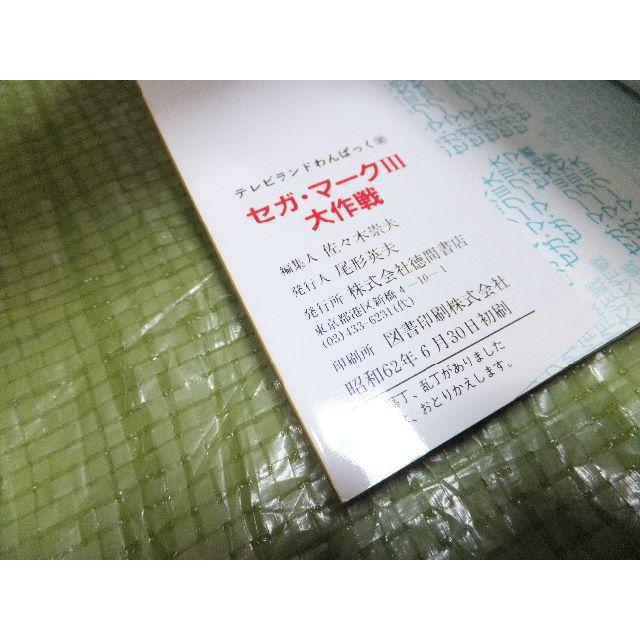 テレビランドわんぱっく
セガ・マークIII
大作戦
編集人 佐々木崇夫
発行人 尾形英夫
発行所 株式会社徳間書店
東京都港区新橋4-10-1
(03)433-6231(代)
印刷所 図書印刷株式会社
昭和62年6月30日初刷
丁、乱丁がありました
、おとりかえします。